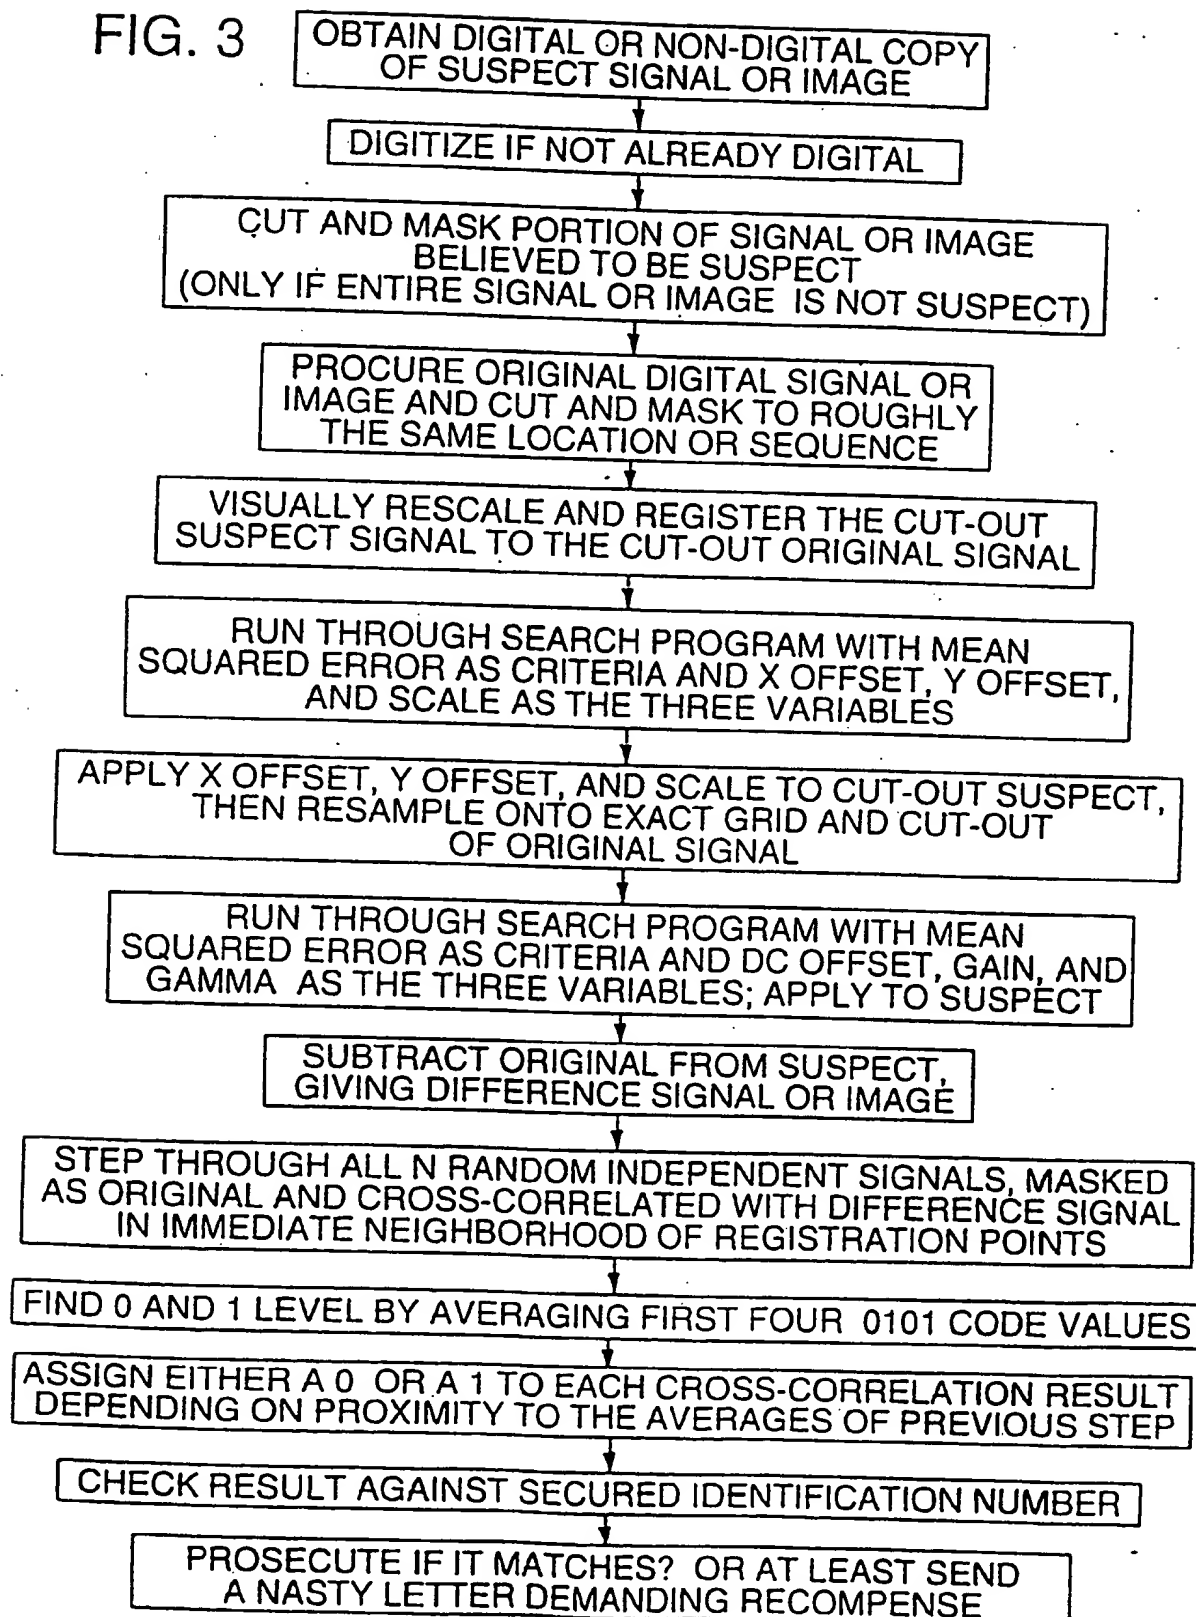 FIG. 3
OBTAIN DIGITAL OR NON-DIGITAL COPY
OF SUSPECT SIGNAL OR IMAGE
DIGITIZE IF NOT ALREADY DIGITAL
CUT AND MASK PORTION OF SIGNAL OR IMAGE
BELIEVED TO BE SUSPECT
(ONLY IF ENTIRE SIGNAL OR IMAGE IS NOT SUSPECT)
PROCURE ORIGINAL DIGITAL SIGNAL OR
IMAGE AND CUT AND MASK TO ROUGHLY
THE SAME LOCATION OR SEQUENCE
VISUALLY RESCALE AND REGISTER THE CUT-OUT
SUSPECT SIGNAL TO THE CUT-OUT ORIGINAL SIGNAL
RUN THROUGH SEARCH PROGRAM WITH MEAN
SQUARED ERROR AS CRITERIA AND X OFFSET, Y OFFSET,
AND SCALE AS THE THREE VARIABLES
APPLY X OFFSET, Y OFFSET, AND SCALE TO CUT-OUT SUSPECT,
THEN RESAMPLE ONTO EXACT GRID AND CUT-OUT
OF ORIGINAL SIGNAL
RUN THROUGH SEARCH PROGRAM WITH MEAN
SQUARED ERROR AS CRITERIA AND DC OFFSET, GAIN, AND
GAMMA AS THE THREE VARIABLES; APPLY TO SUSPECT
SUBTRACT ORIGINAL FROM SUSPECT,
GIVING DIFFERENCE SIGNAL OR IMAGE
STEP THROUGH ALL N RANDOM INDEPENDENT SIGNALS, MASKED
AS ORIGINAL AND CROSS-CORRELATED WITH DIFFERENCE SIGNAL
IN IMMEDIATE NEIGHBORHOOD OF REGISTRATION POINTS
FIND 0 AND 1 LEVEL BY AVERAGING FIRST FOUR 0101 CODE VALUES
ASSIGN EITHER A 0 OR A 1 TO EACH CROSS-CORRELATION RESULT
DEPENDING ON PROXIMITY TO THE AVERAGES OF PREVIOUS STEP
CHECK RESULT AGAINST SECURED IDENTIFICATION NUMBER
PROSECUTE IF IT MATCHES? OR AT LEAST SEND
A NASTY LETTER DEMANDING RECOMPENSE